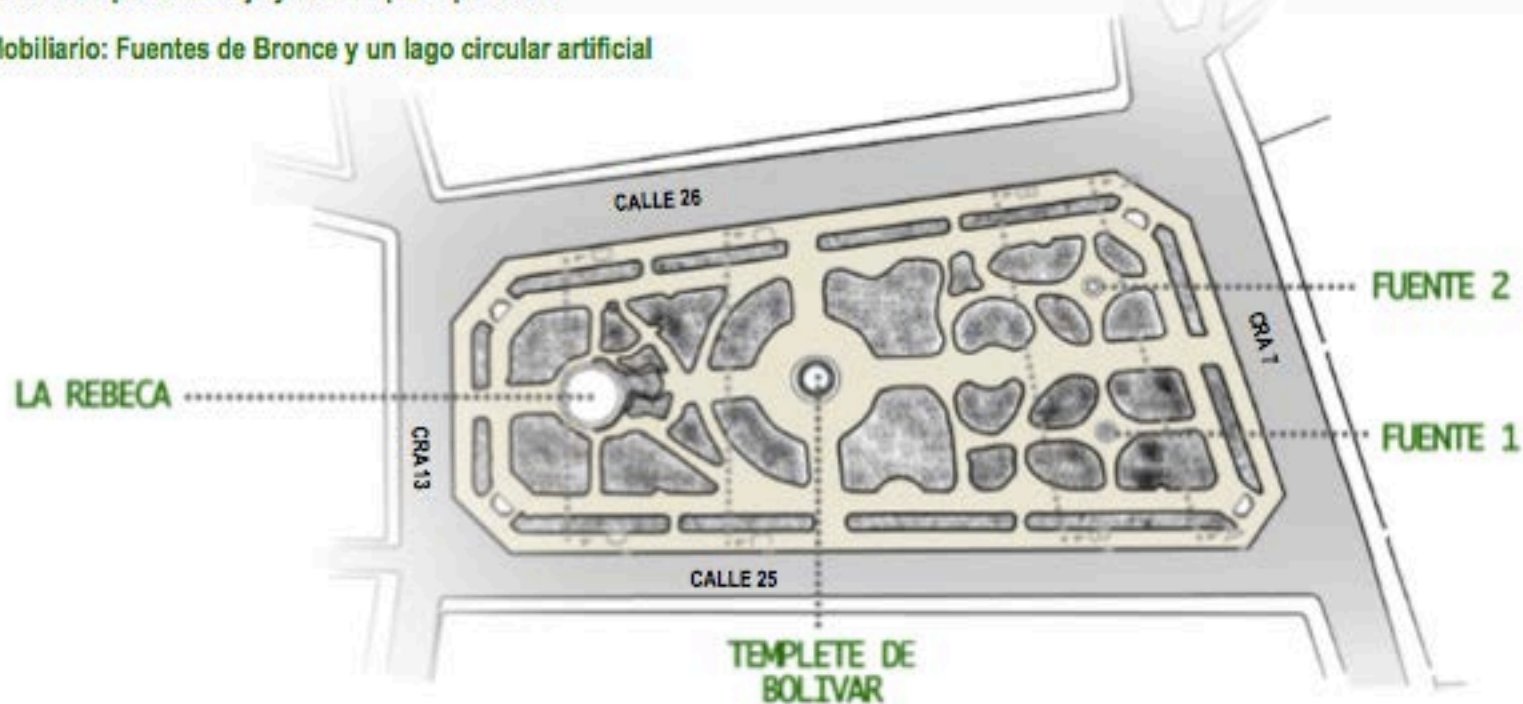 Mobiliario: Fuentes de Bronce y un lago circular artificial
CALLE 26
FUENTE 2
CRA 7
LA REBECA
CRA 13
FUENTE 1
CALLE 25
TEMPLETE DE
BOLIVAR